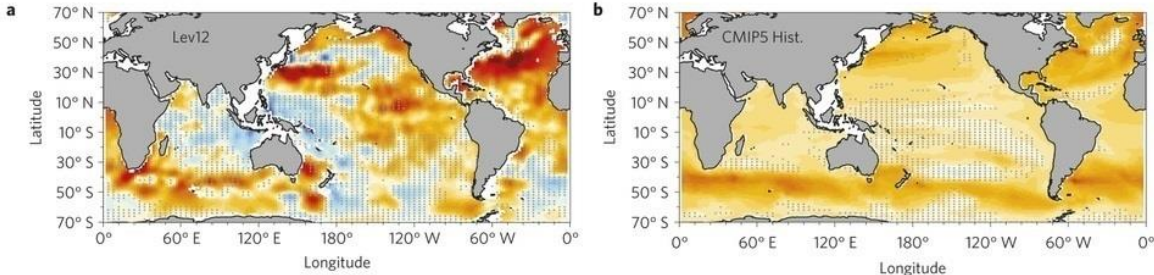 a
70° N
50° N
30° N
10° N
10° S
30° S
50° S
70° S
Latitude
Lev12
0°
60° E
120° E
180°
120° W
60° W
0°
Longitude
b
70° N
50° N
30° N
10° N
10° S
30° S
50° S
70° S
Latitude
CMIP5 Hist.
0°
60° E
120° E
180°
120° W
60° W
0°
Longitude